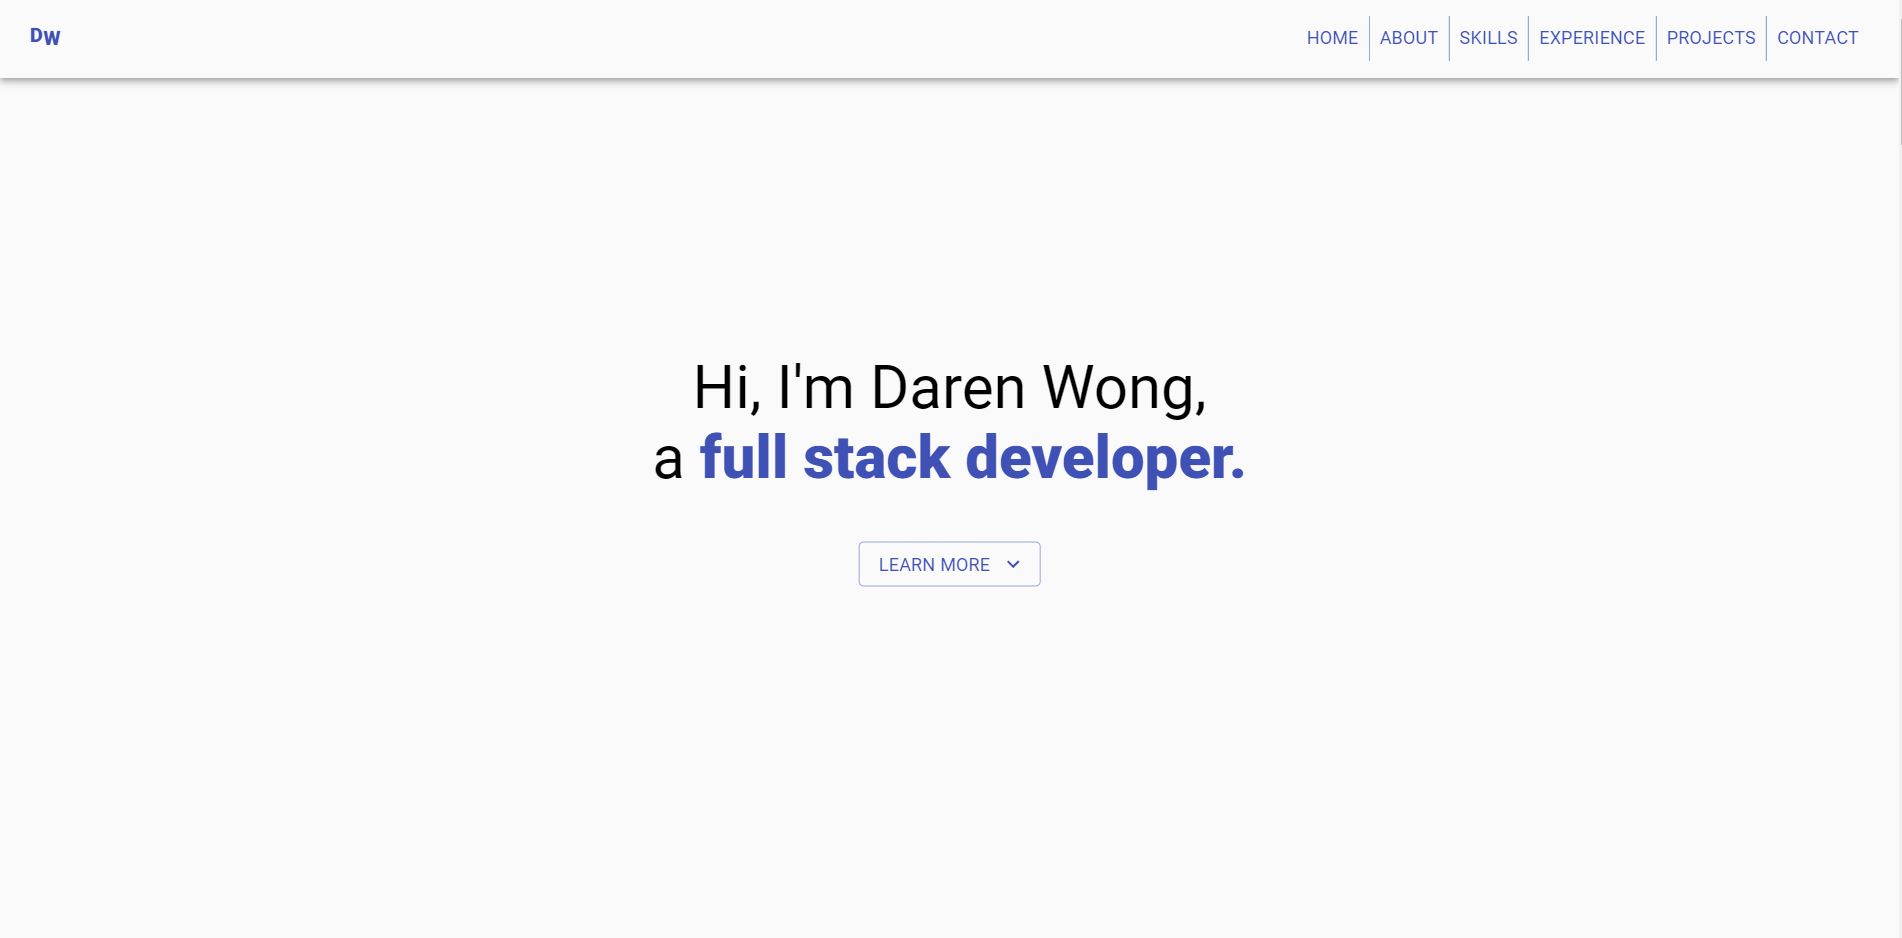 DW
HOME ABOUT SKILLS EXPERIENCE PROJECTS CONTACT
Hi, I'm Daren Wong,
a full stack developer.
LEARN MORE